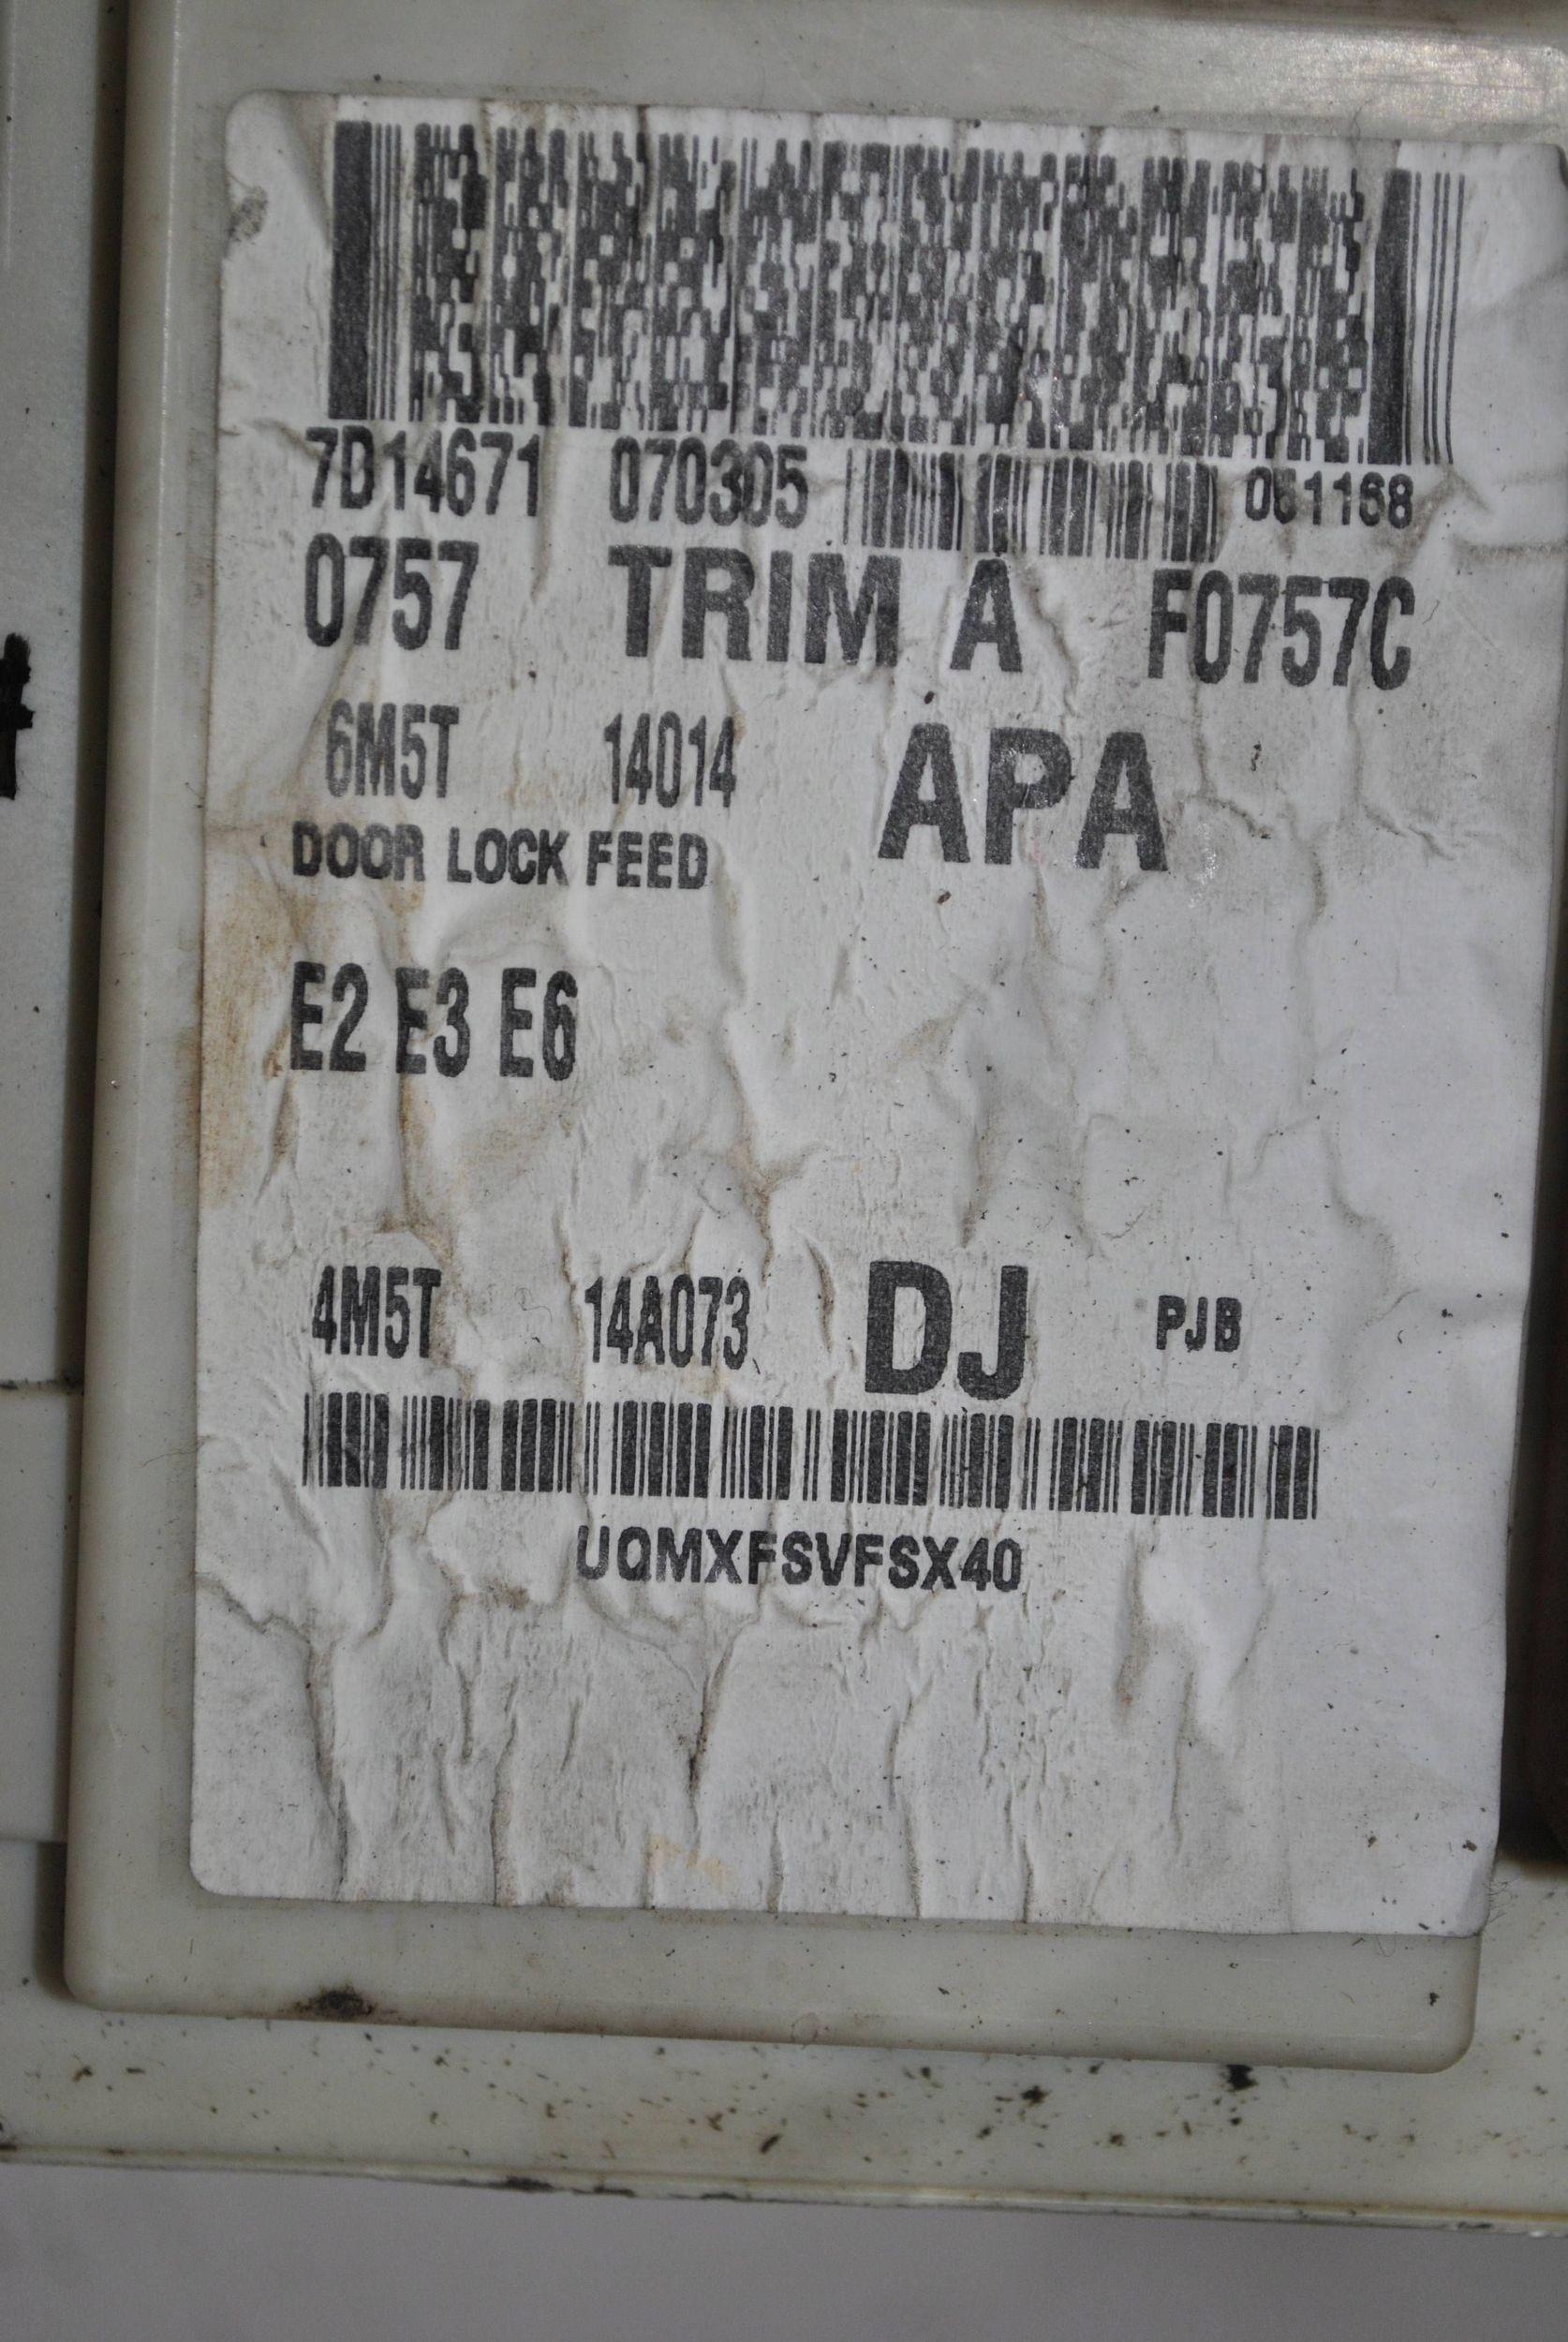 7D14671 070305 061168
0757 TRIM A F0757C
6M5T 14014 APA
DOOR LOCK FEED
E2 E3 E6
4M5T 14A073 DJ PJB
UQMXFSVFSX40